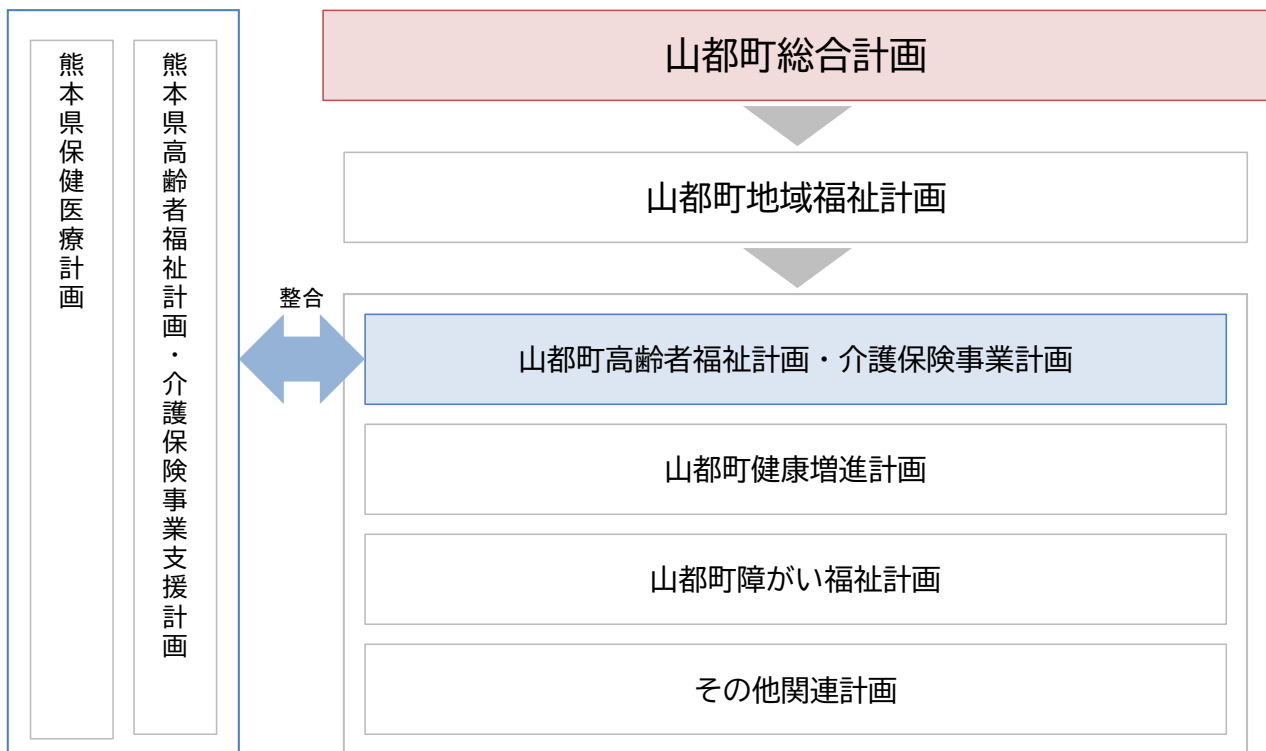 熊本県保健医療計画
熊本県高齢者福祉計画・介護保険事業支援計画
山都町総合計画
山都町地域福祉計画
整合
山都町高齢者福祉計画・介護保険事業計画
山都町健康増進計画
山都町障がい福祉計画
その他関連計画